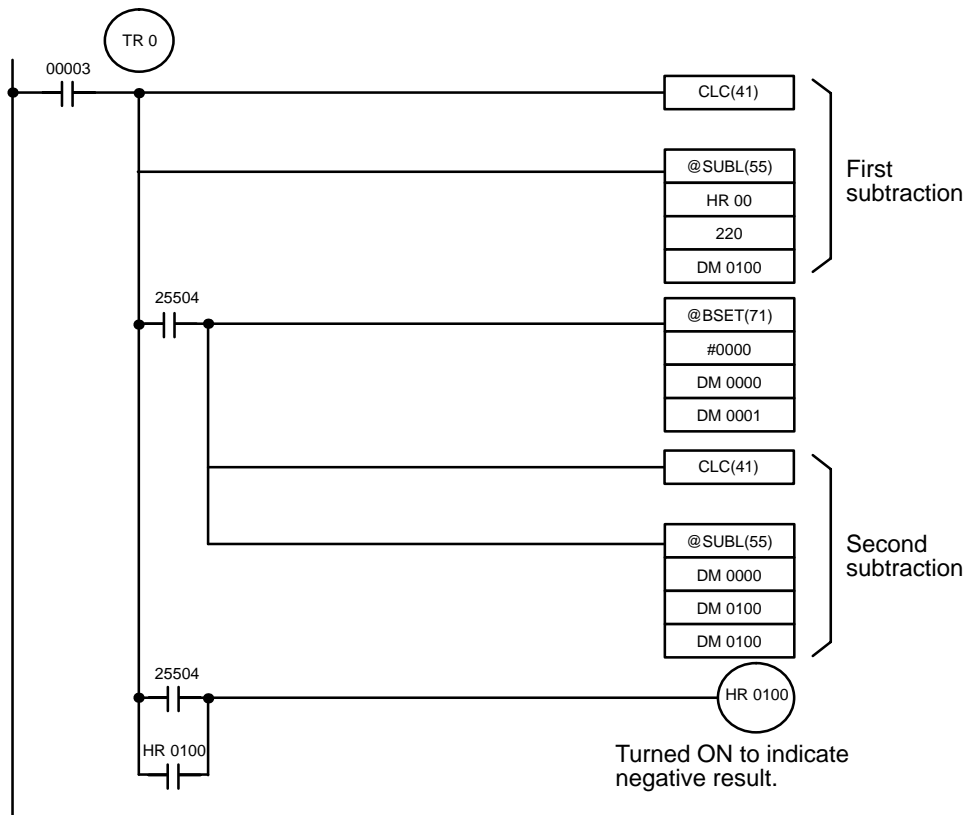 TR 0
00003
CLC(41)
@SUBL(55)
HR 00
220
DM 0100
First
subtraction
25504
@BSET(71)
#0000
DM 0000
DM 0001
CLC(41)
@SUBL(55)
DM 0000
DM 0100
DM 0100
Second
subtraction
25504
HR 0100
HR 0100
Turned ON to indicate
negative result.